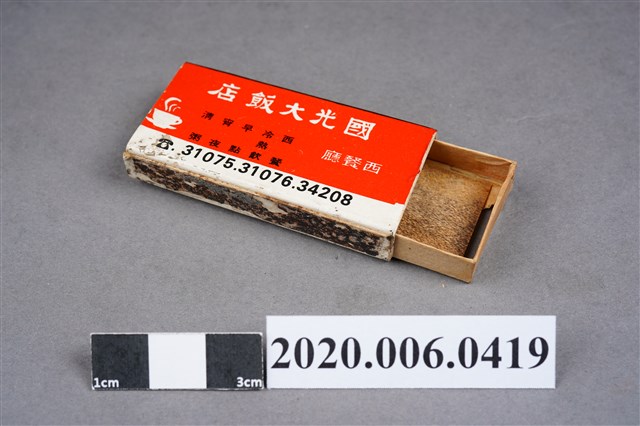 國光大飯店
西餐廳
西餐
冷熱飲
早點
宵夜
清粥
☎.31075.31076.34208
1cm 3cm
2020.006.0419